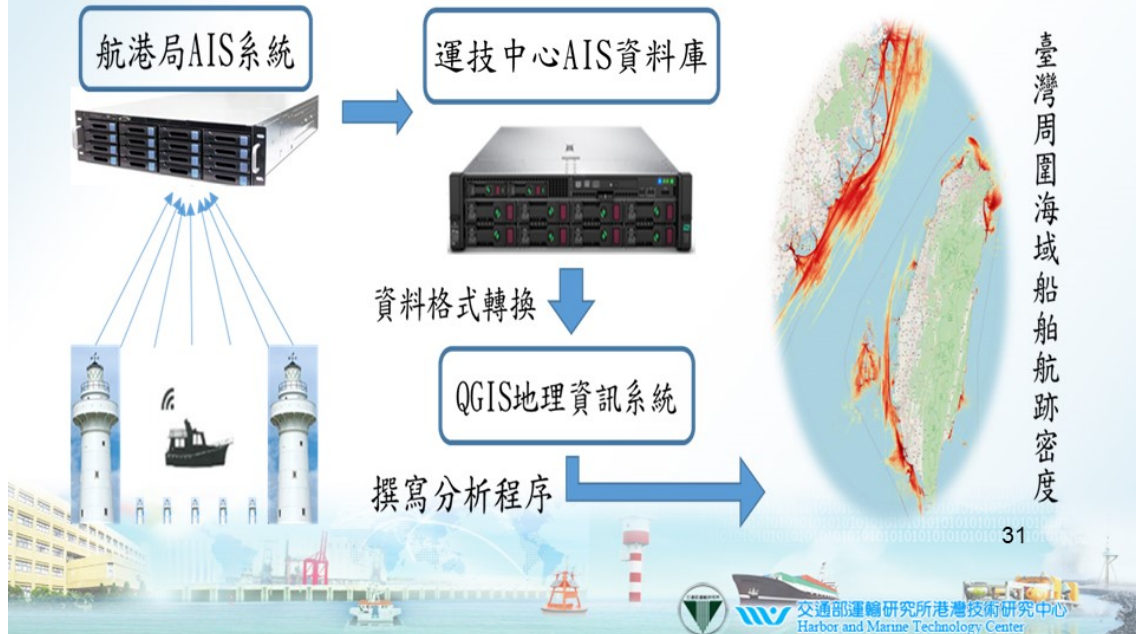 航港局AIS系統
運技中心AIS資料庫
資料格式轉換
QGIS地理資訊系統
撰寫分析程序
臺灣周圍海域船舶航跡密度
31
交通部運輸研究所港灣技術研究中心
Harbor and Marine Technology Center